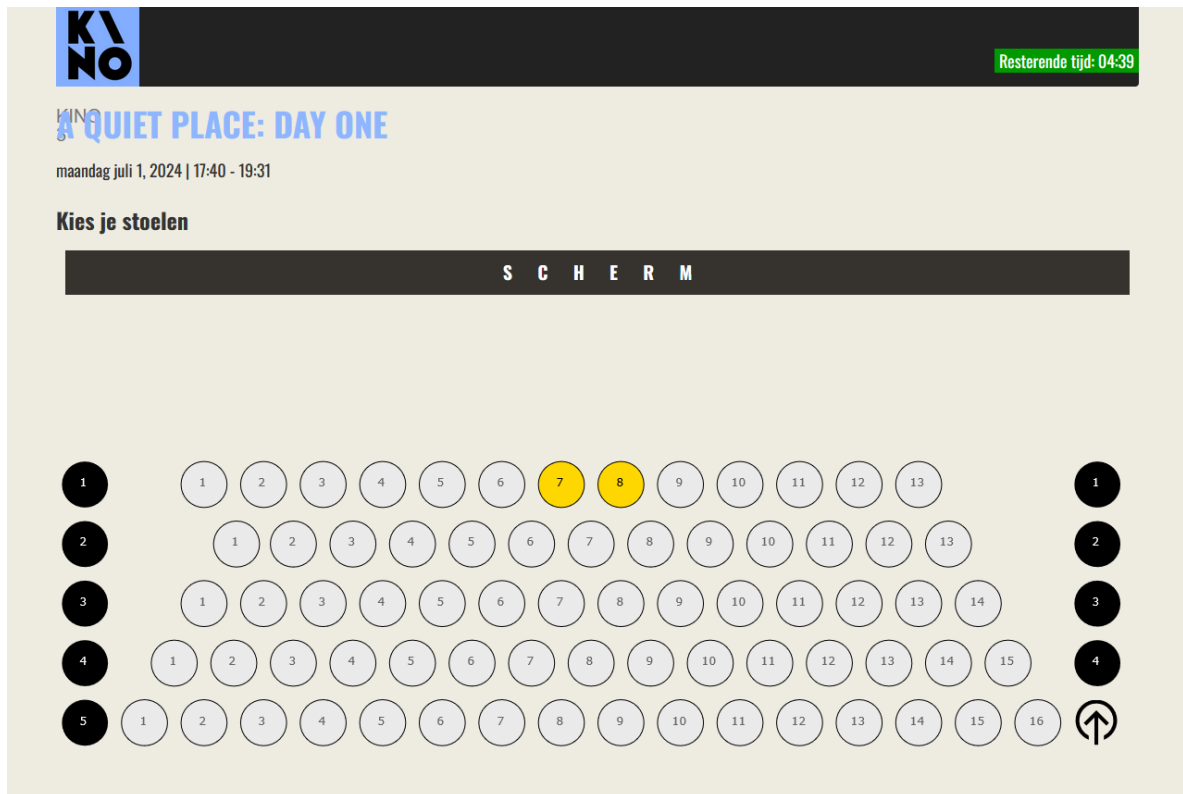 KINO
Resterende tijd: 04:39
KINO
A QUIET PLACE: DAY ONE
maandag juli 1, 2024 | 17:40 - 19:31
Kies je stoelen
SCHERM
1 1 2 3 4 5 6 7 8 9 10 11 12 13 1
2 1 2 3 4 5 6 7 8 9 10 11 12 13 2
3 1 2 3 4 5 6 7 8 9 10 11 12 13 14 3
4 1 2 3 4 5 6 7 8 9 10 11 12 13 14 15 4
5 1 2 3 4 5 6 7 8 9 10 11 12 13 14 15 16